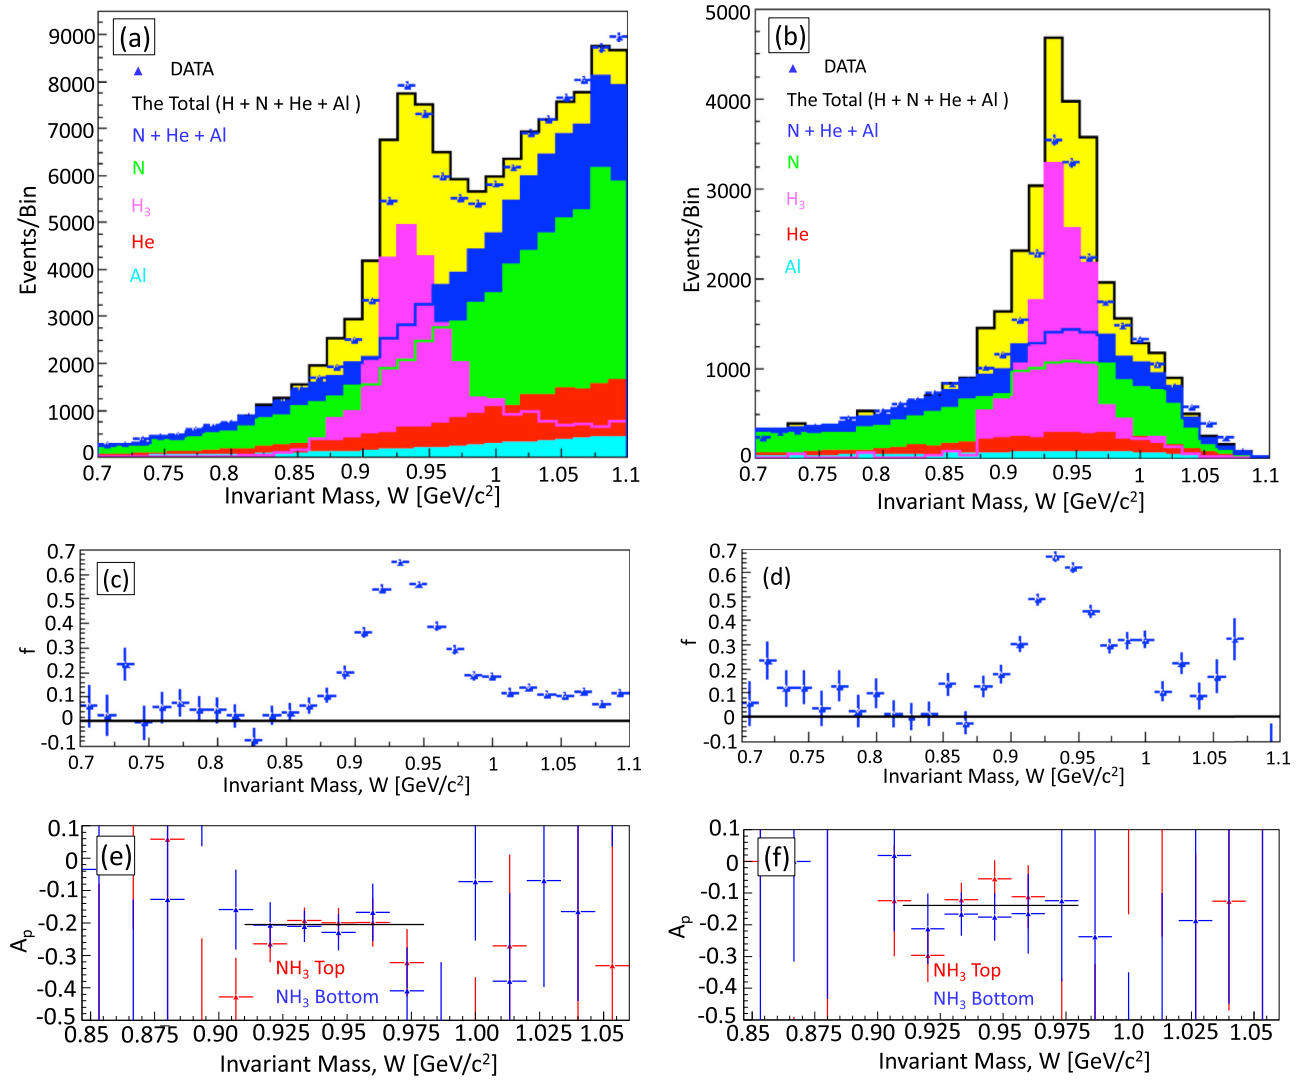 (a)
DATA
The Total (H + N + He + Al )
N + He + Al
N
H3
He
Al
Events/Bin
9000
8000
7000
6000
5000
4000
3000
2000
1000
0
0.7 0.75 0.8 0.85 0.9 0.95 1 1.05 1.1
Invariant Mass, W [GeV/c²]
(b)
DATA
The Total (H + N + He + Al )
N + He + Al
N
H3
He
Al
Events/Bin
5000
4000
3000
2000
1000
0
0.7 0.75 0.8 0.85 0.9 0.95 1 1.05 1.1
Invariant Mass, W [GeV/c²]
(c)
f
0.7
0.6
0.5
0.4
0.3
0.2
0.1
0
-0.1
0.7 0.75 0.8 0.85 0.9 0.95 1 1.05 1.1
Invariant Mass, W [GeV/c²]
(d)
f
0.7
0.6
0.5
0.4
0.3
0.2
0.1
0
-0.1
0.7 0.75 0.8 0.85 0.9 0.95 1 1.05 1.1
Invariant Mass, W [GeV/c²]
(e)
Ap
0.1
0
-0.1
-0.2
-0.3
-0.4
-0.5
NH3 Top
NH3 Bottom
0.85 0.875 0.90 0.925 0.95 0.975 1.00 1.025 1.05
Invariant Mass, W [GeV/c²]
(f)
Ap
0.1
0
-0.1
-0.2
-0.3
-0.4
-0.5
NH3 Top
NH3 Bottom
0.85 0.875 0.90 0.925 0.95 0.975 1.00 1.025 1.05
Invariant Mass, W [GeV/c²]